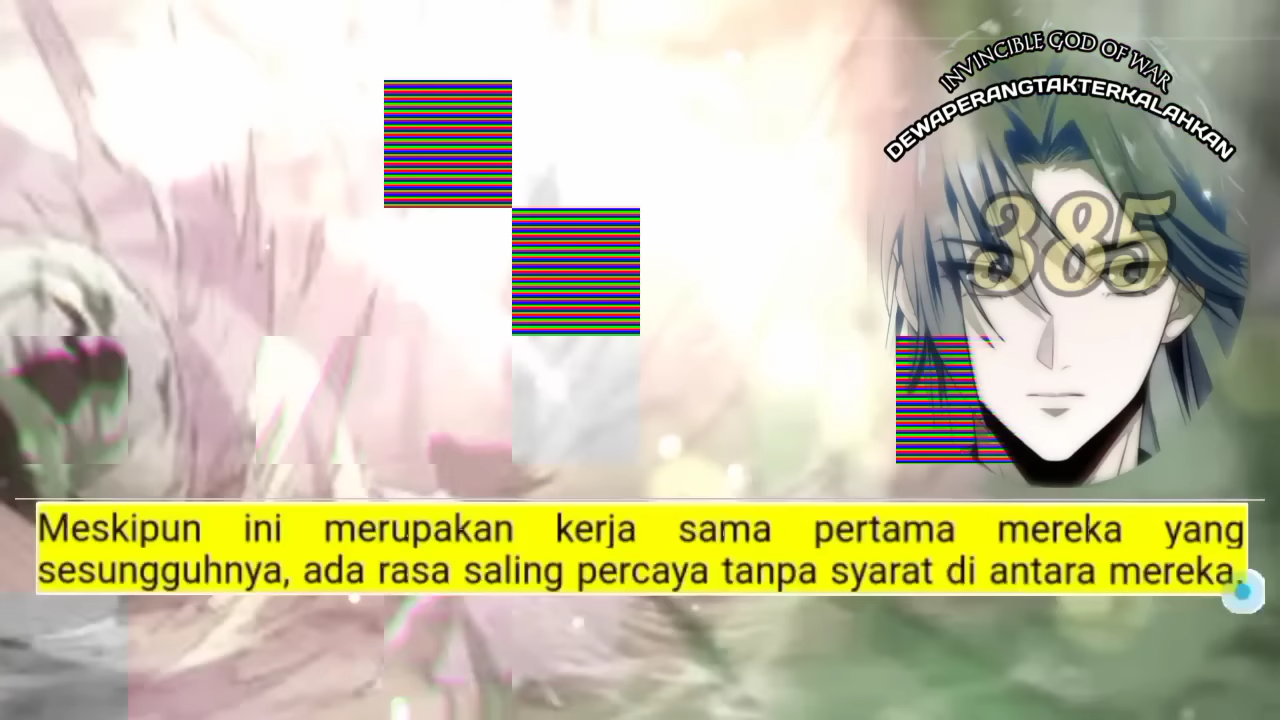 INVINCIBLE GOD OF WAR
DEWAPERANGTAKTERKALAHKAN
385
Meskipun ini merupakan kerja sama pertama mereka yang
sesungguhnya, ada rasa saling percaya tanpa syarat di antara mereka.